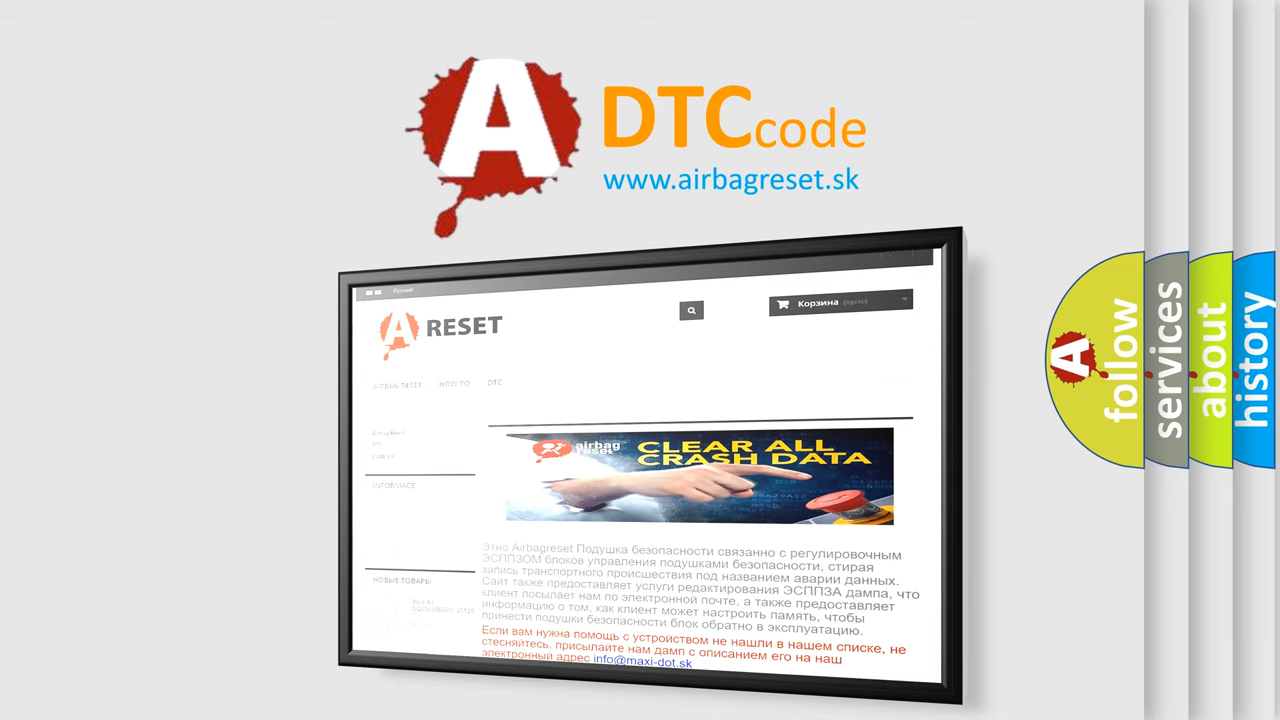 A
DTCcode
www.airbagreset.sk
Русский
A RESET
Корзина (пусто)
AIRBAG RESET HOW TO DTC
DTC
INFORMACE
airbag
reset
CLEAR ALL
CRASH DATA
Этно Airbagreset Подушка безопасности связанно с регулировочным
ЭСППЗОМ блоков управления подушками безопасности, стирая
запись транспортного происшествия под названием аварии данных.
Сайт также предоставляет услуги редактирования ЭСППЗА дампа, что
клиент посылает нам по электронной почте, а также предоставляет
информацию о том, как клиент может настроить память, чтобы
принести подушки безопасности блок обратно в эксплуатацию.
Если вам нужна помощь с устройством не нашли в нашем списке, не
стесняйтесь, присылайте нам дамп с описанием его на наш
электронный адрес info@maxi-dot.sk
НОВЫЕ ТОВАРЫ
A
follow
services
about
history